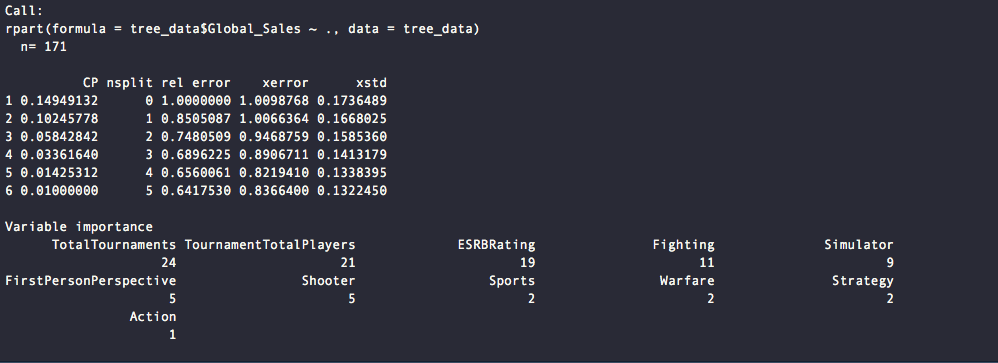 Call:
rpart(formula = tree_data$Global_Sales ~ ., data = tree_data)
  n= 171

          CP nsplit rel error    xerror      xstd
1 0.14949132      0 1.0000000 1.0098768 0.1736489
2 0.10245778      1 0.8505087 1.0066364 0.1668025
3 0.05842842      2 0.7480509 0.9468759 0.1585360
4 0.03361640      3 0.6896225 0.8906711 0.1413179
5 0.01425312      4 0.6560061 0.8219410 0.1338395
6 0.01000000      5 0.6417530 0.8366400 0.1322450

Variable importance
      TotalTournaments TournamentTotalPlayers             ESRBRating               Fighting              Simulator
                    24                     21                     19                     11                      9
FirstPersonPerspective                Shooter                 Sports                Warfare               Strategy
                     5                      5                      2                      2                      2
                Action
                     1